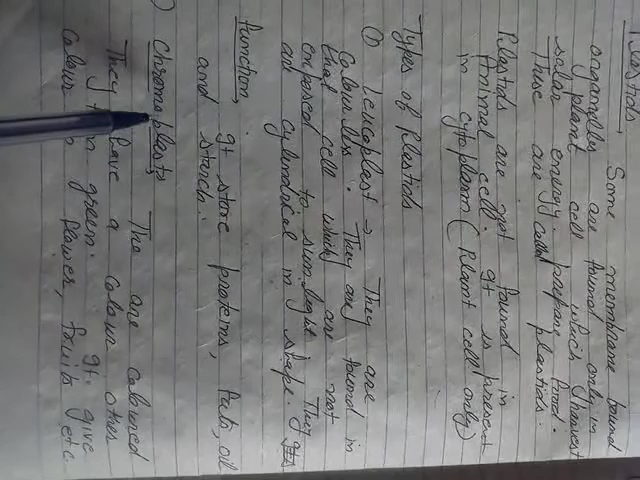 Plastids
Some membrane bound
organelles are found only in
plant cell which harvest
solar energy. prepare food.
These are called plastids.
Plastids are not found in
Animal cell. It is present
in cytoplasm (Plant cell only)
Types of Plastids
① Leucoplast → They are
Colourless. They are found in
that cell which are not
exposed to sunlight. They
are cylindrical in shape.
function, It store proteins, fats, oil
and starch.
Chromoplasts The are coloured
They have a colour other
green. It give
colour to flower, fruits etc.